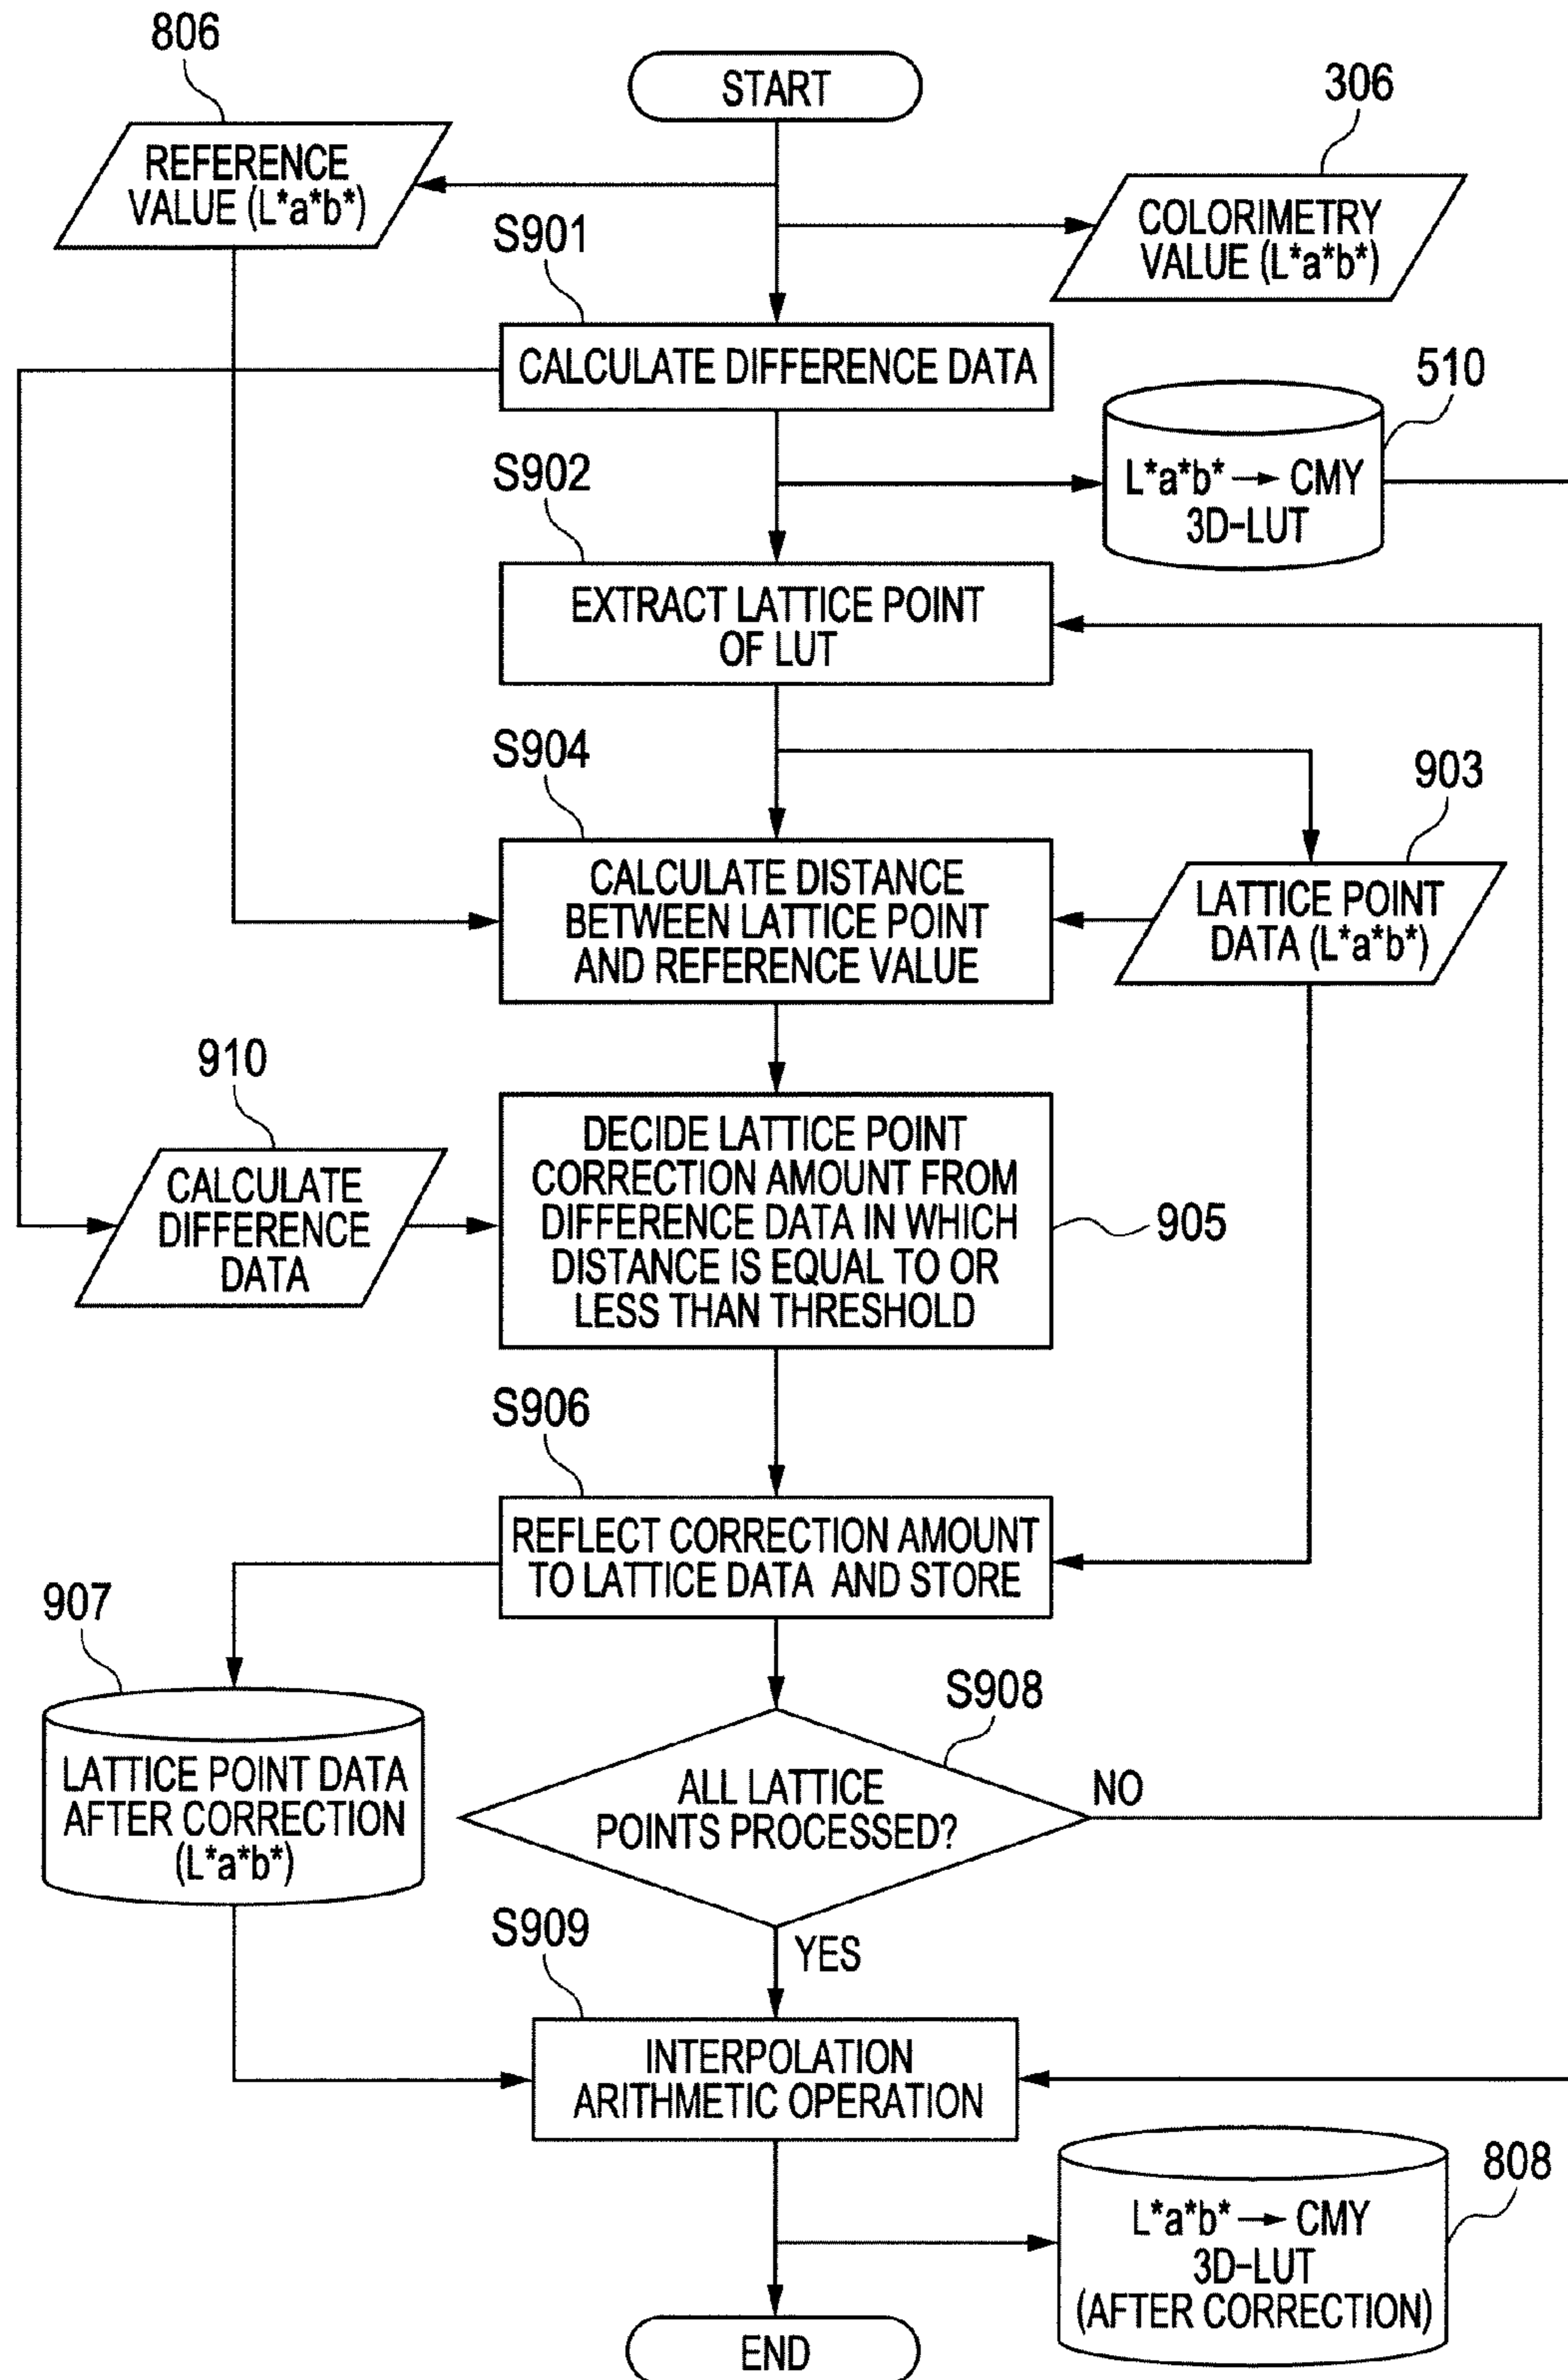 806
START
306
REFERENCE
VALUE (L*a*b*)
COLORIMETRY
VALUE (L*a*b*)
S901
CALCULATE DIFFERENCE DATA
510
L*a*b* → CMY
3D-LUT
S902
EXTRACT LATTICE POINT
OF LUT
S904
903
CALCULATE DISTANCE
BETWEEN LATTICE POINT
AND REFERENCE VALUE
LATTICE POINT
DATA (L*a*b*)
910
CALCULATE
DIFFERENCE
DATA
DECIDE LATTICE POINT
CORRECTION AMOUNT FROM
DIFFERENCE DATA IN WHICH
DISTANCE IS EQUAL TO OR
LESS THAN THRESHOLD
905
S906
REFLECT CORRECTION AMOUNT
TO LATTICE DATA AND STORE
907
LATTICE POINT DATA
AFTER CORRECTION
(L*a*b*)
S908
ALL LATTICE
POINTS PROCESSED?
NO
YES
S909
INTERPOLATION
ARITHMETIC OPERATION
808
L*a*b* → CMY
3D-LUT
(AFTER CORRECTION)
END